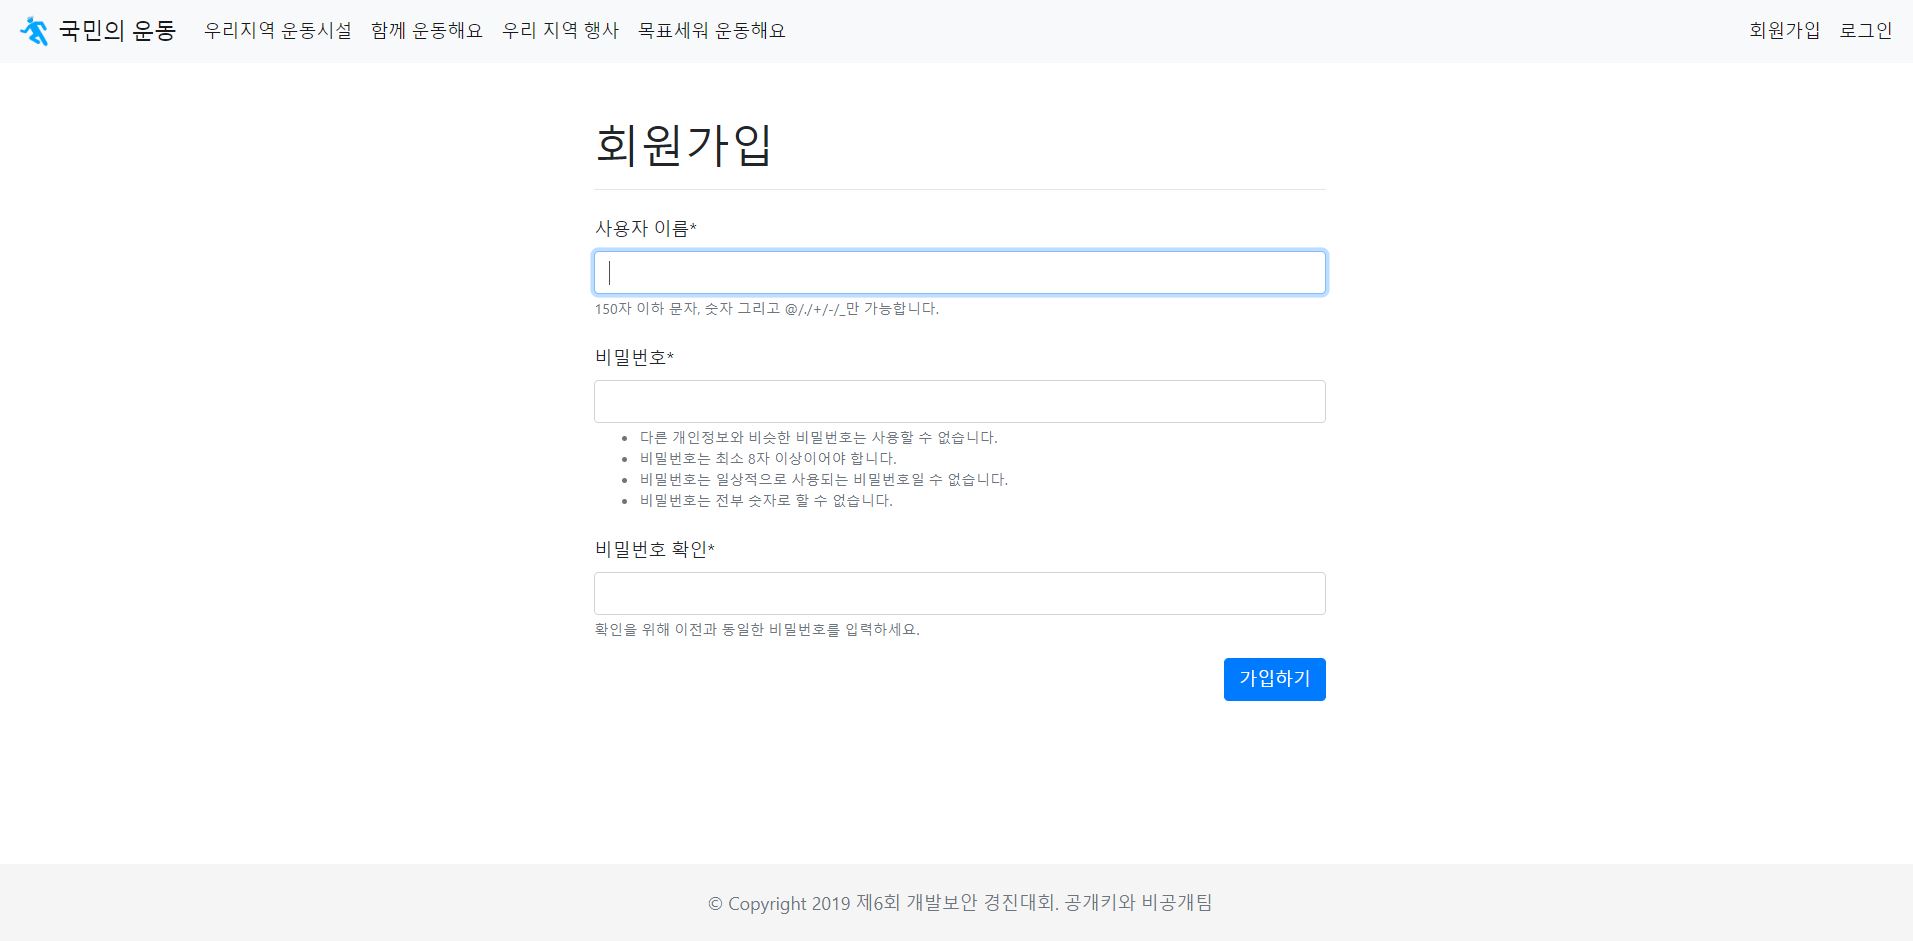 국민의 운동 우리지역 운동시설 함께 운동해요 우리 지역 행사 목표세워 운동해요 회원가입 로그인
회원가입
사용자 이름*
150자 이하 문자, 숫자 그리고 @/./+/-/_만 가능합니다.
비밀번호*
• 다른 개인정보와 비슷한 비밀번호는 사용할 수 없습니다.
• 비밀번호는 최소 8자 이상이어야 합니다.
• 비밀번호는 일상적으로 사용되는 비밀번호일 수 없습니다.
• 비밀번호는 전부 숫자로 할 수 없습니다.
비밀번호 확인*
확인을 위해 이전과 동일한 비밀번호를 입력하세요.
가입하기
© Copyright 2019 제6회 개발보안 경진대회. 공개키와 비공개팀